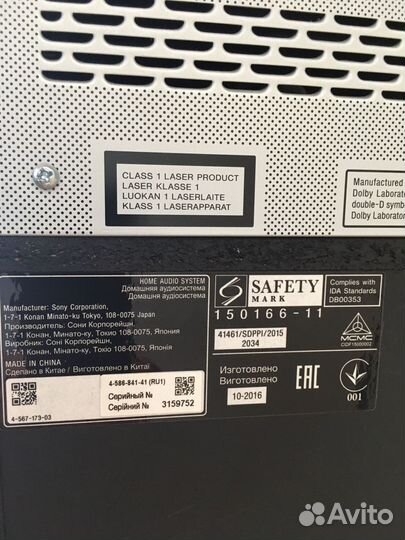 CLASS 1 LASER PRODUCT
LASER KLASSE 1
LUOKAN 1 LASERLAITE
KLASS 1 LASERAPPARAT
Manufactured
Dolby Laborat
double-D symb
Dolby Laborat
HOME AUDIO SYSTEM
Домашняя аудиосистема
Домашня аудіосистема
Manufacturer: Sony Corporation,
1-7-1 Konan Minato-ku Tokyo, 108-0075 Japan
Производитель: Сони Корпорейшн,
1-7-1 Конан, Минато-ку, Токио 108-0075, Япония
Виробник: Соні Корпорейшн,
1-7-1 Конан, Мінато-ку, Токіо 108-0075, Японія
MADE IN CHINA
Сделано в Китае / Виготовлено в Китаї
4-586-841-41 (RU1)
Серийный №
Серійний № 3159752
4-567-173-03
SAFETY
MARK
150166-11
41461/SDPPI/2015
2034
Complies with
IDA Standards
DB00353
MCMC
CIDF15000002
Изготовлено
Виготовлено
10-2016
EAC
001
Avito